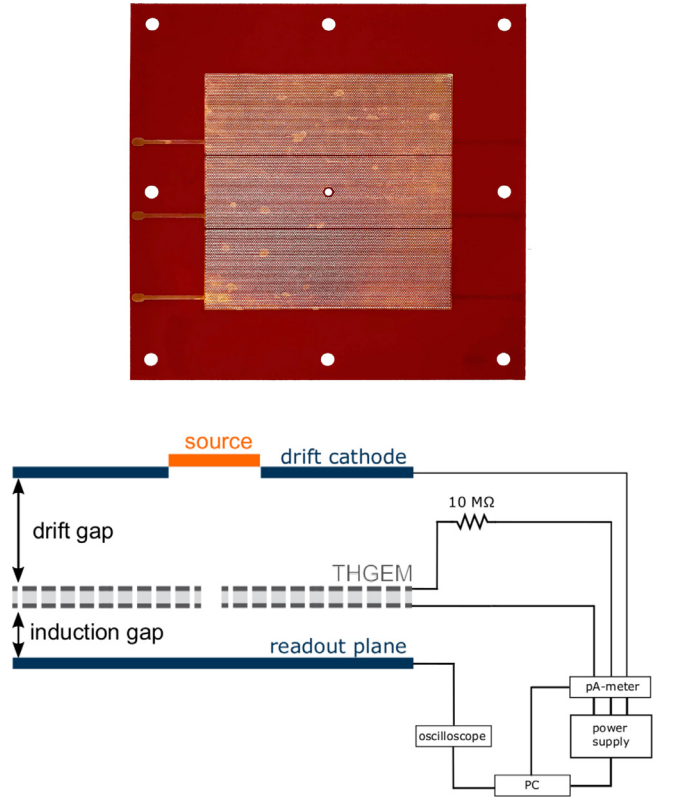 source
drift cathode
10 MΩ
drift gap
THGEM
induction gap
readout plane
pA-meter
oscilloscope
power
supply
PC